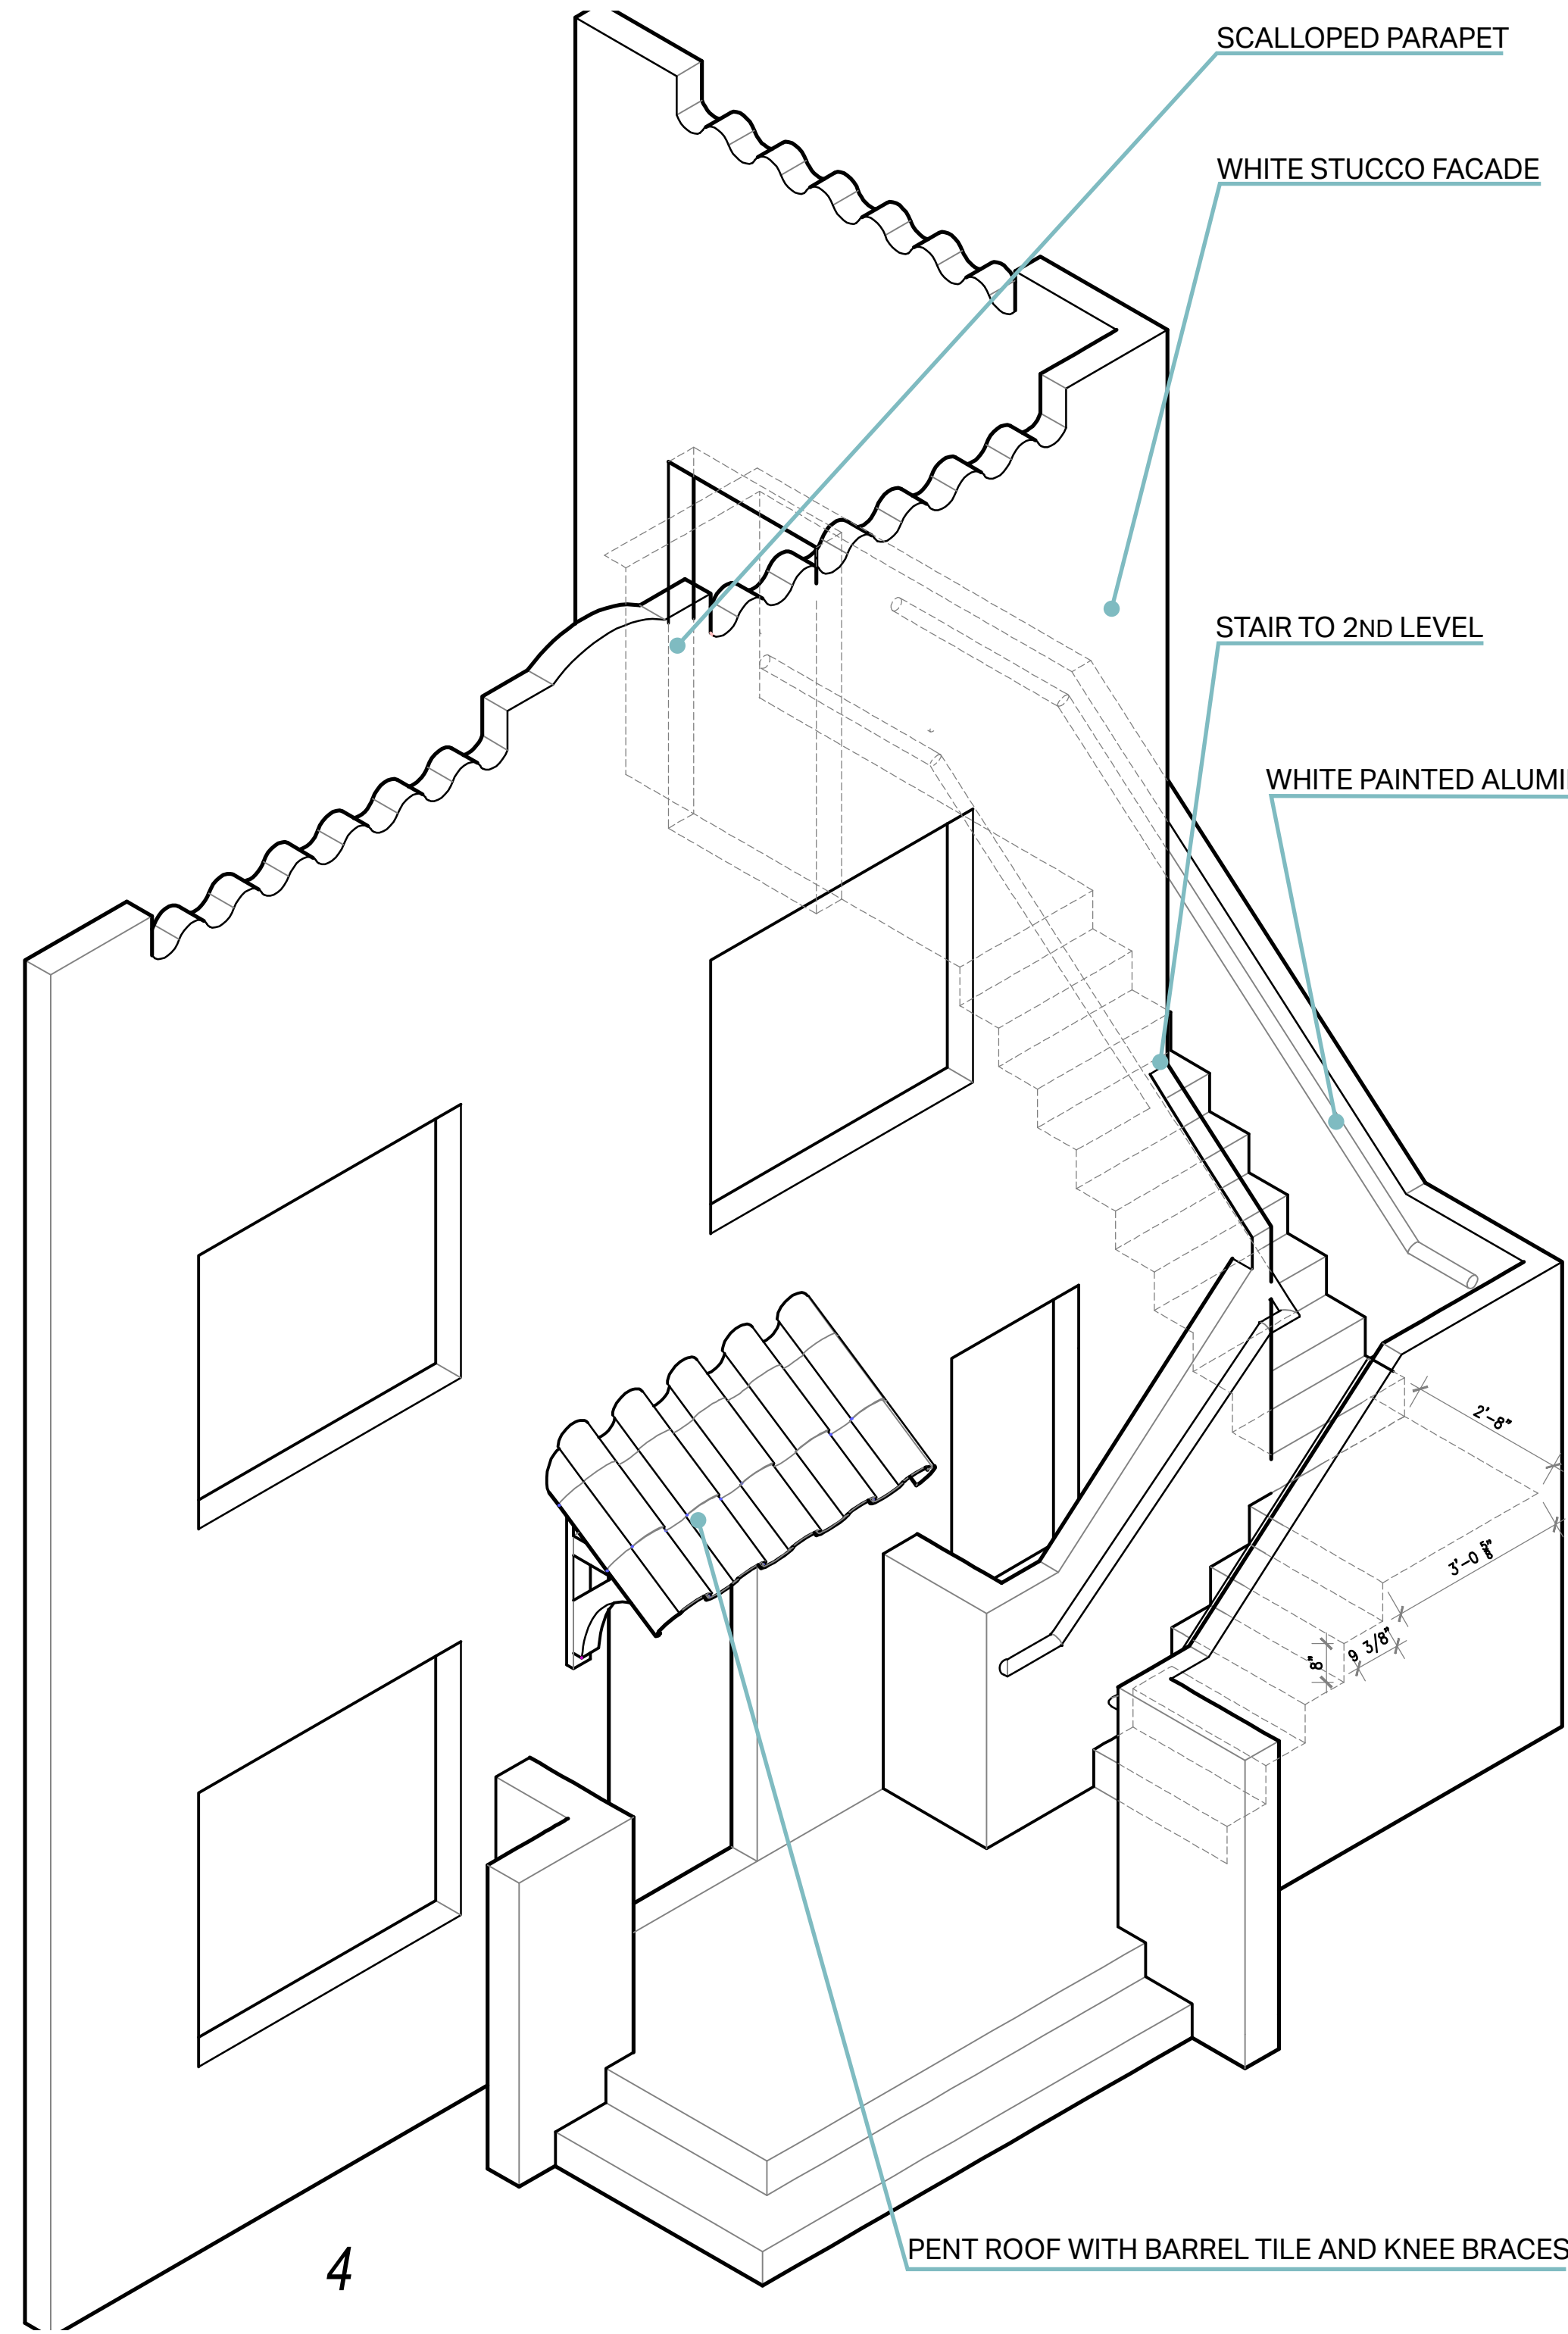 SCALLOPED PARAPET
WHITE STUCCO FACADE
STAIR TO 2ND LEVEL
WHITE PAINTED ALUMI
2'-8"
3'-0 5/8"
9 3/8"
8"
PENT ROOF WITH BARREL TILE AND KNEE BRACES
4